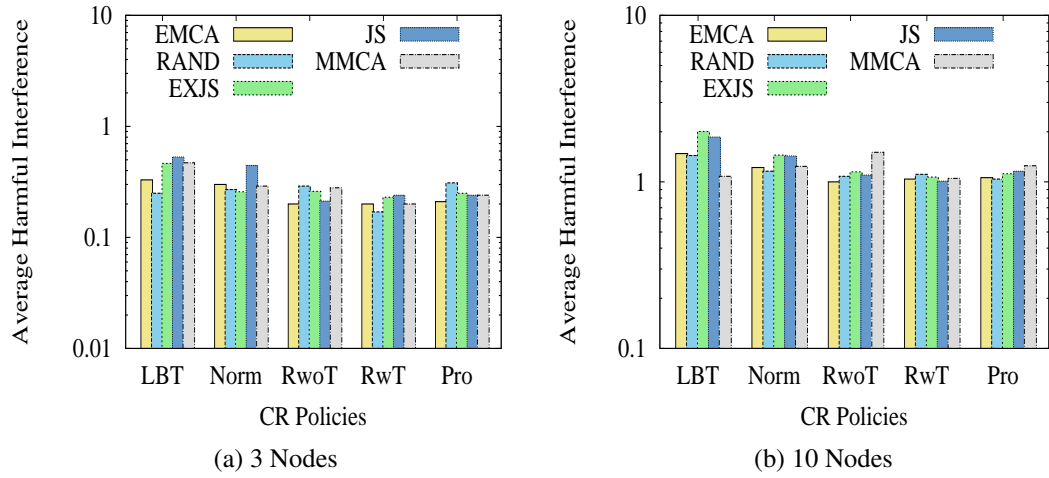 10
1
0.1
0.01
Average Harmful Interference
EMCA
RAND
EXJS
JS
MMCA
LBT Norm RwoT RwT Pro
CR Policies
(a) 3 Nodes
10
1
0.1
Average Harmful Interference
EMCA
RAND
EXJS
JS
MMCA
LBT Norm RwoT RwT Pro
CR Policies
(b) 10 Nodes